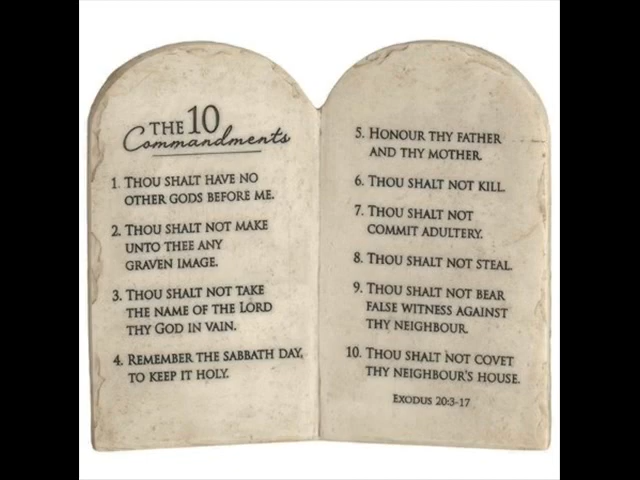 THE 10
Commandments
1. THOU SHALT HAVE NO
OTHER GODS BEFORE ME.
2. THOU SHALT NOT MAKE
UNTO THEE ANY
GRAVEN IMAGE.
3. THOU SHALT NOT TAKE
THE NAME OF THE LORD
THY GOD IN VAIN.
4. REMEMBER THE SABBATH DAY,
TO KEEP IT HOLY.
5. HONOUR THY FATHER
AND THY MOTHER.
6. THOU SHALT NOT KILL.
7. THOU SHALT NOT
COMMIT ADULTERY.
8. THOU SHALT NOT STEAL.
9. THOU SHALT NOT BEAR
FALSE WITNESS AGAINST
THY NEIGHBOUR.
10. THOU SHALT NOT COVET
THY NEIGHBOUR'S HOUSE.
EXODUS 20:3-17